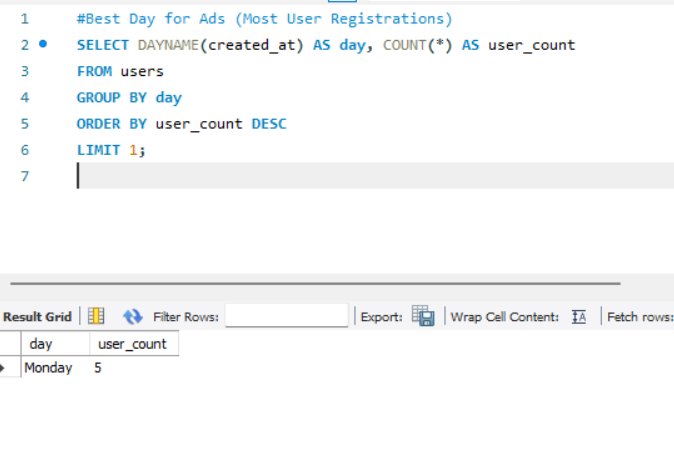 1 #Best Day for Ads (Most User Registrations)
2 SELECT DAYNAME(created_at) AS day, COUNT(*) AS user_count
3 FROM users
4 GROUP BY day
5 ORDER BY user_count DESC
6 LIMIT 1;
7
Result Grid Filter Rows: Export: Wrap Cell Content: Fetch rows:
day user_count
Monday 5